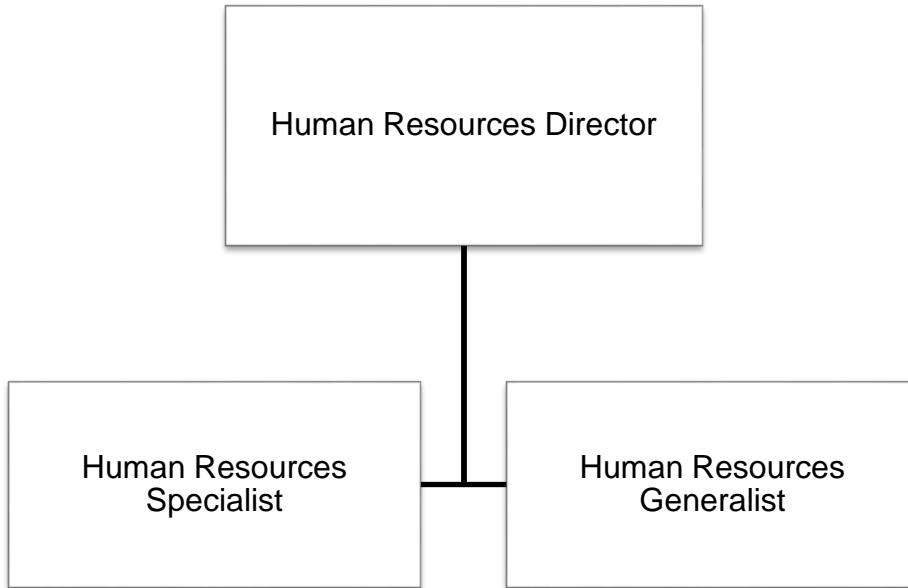 Human Resources Director
Human Resources
Specialist
Human Resources
Generalist